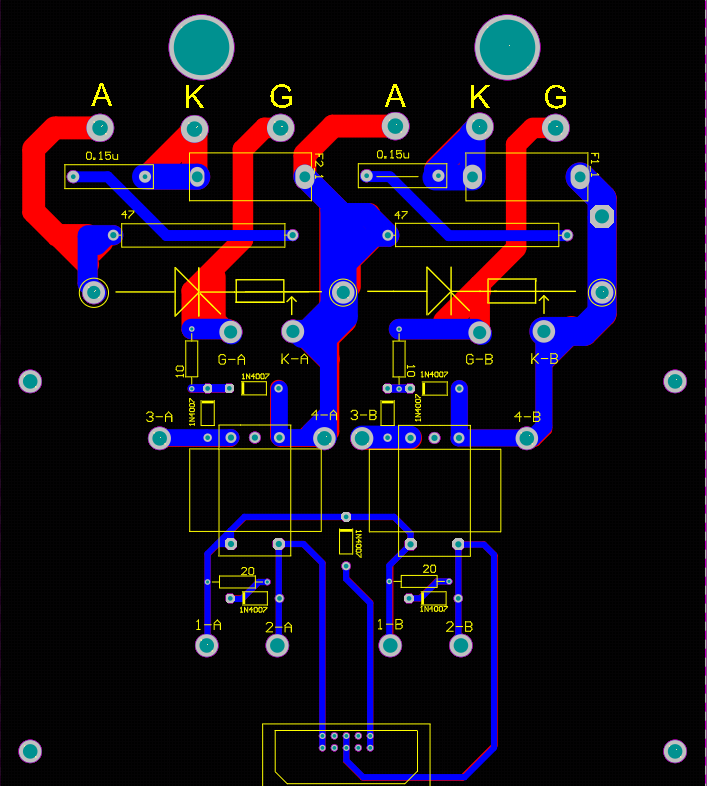 A K G A K G
0.15u F2-1 0.15u F1-1
47 47
G-A K-A G-B K-B
10 1N4007 10 1N4007
1N4007 1N4007
3-A 4-A 3-B 4-B
1N4007
20 20
1N4007 1N4007
1-A 2-A 1-B 2-B